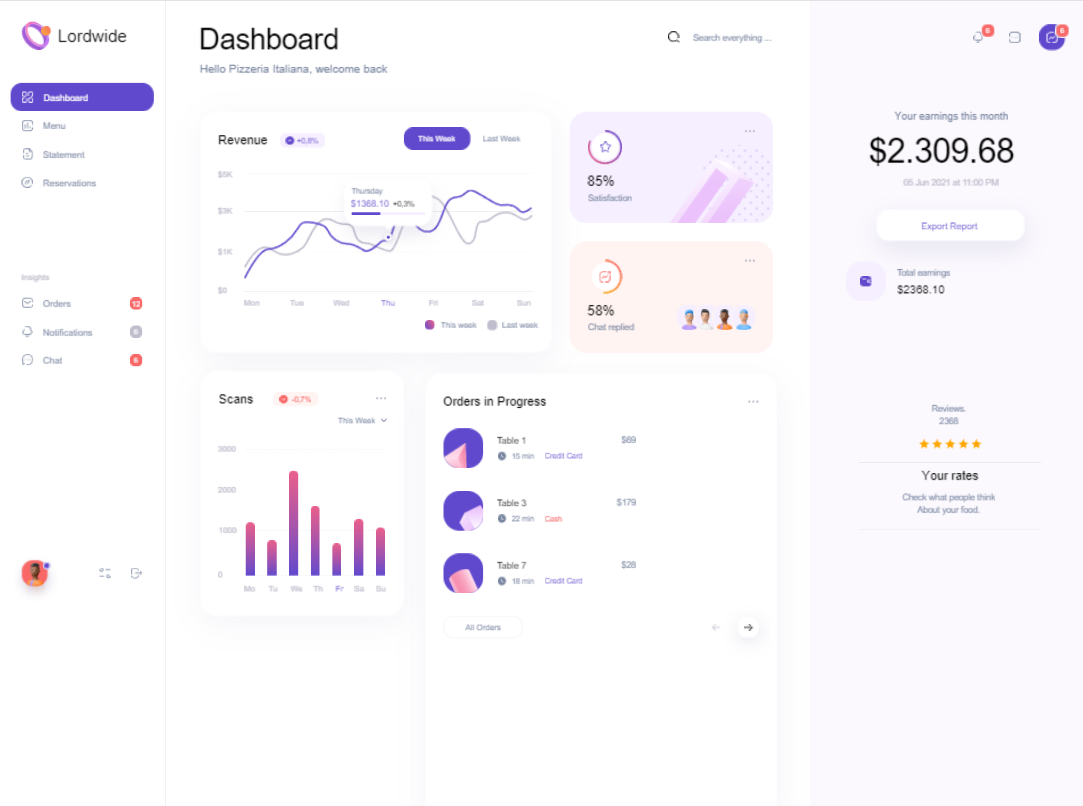 Lordwide
Dashboard
Menu
Statement
Reservations
Insights
Orders 12
Notifications 6
Chat 6
Dashboard
Hello Pizzeria Italiana, welcome back
Search everything ...
Revenue +0,8% This Week Last Week
$5K
$3K
$1K
$0
Thursday
$1368.10 +0,3%
Mon Tue Wed Thu Fri Sat Sun
This week Last week
85%
Satisfaction
58%
Chat replied
Scans -0,7%
This Week
3000
2000
1000
0
Mo Tu We Th Fr Sa Su
Orders in Progress
Table 1 $69
15 min Credit Card
Table 3 $179
22 min Cash
Table 7 $28
18 min Credit Card
All Orders
6 6
Your earnings this month
$2.309.68
05 Jun 2021 at 11:00 PM
Export Report
Total earnings
$2368.10
Reviews.
2368
Your rates
Check what people think
About your food.